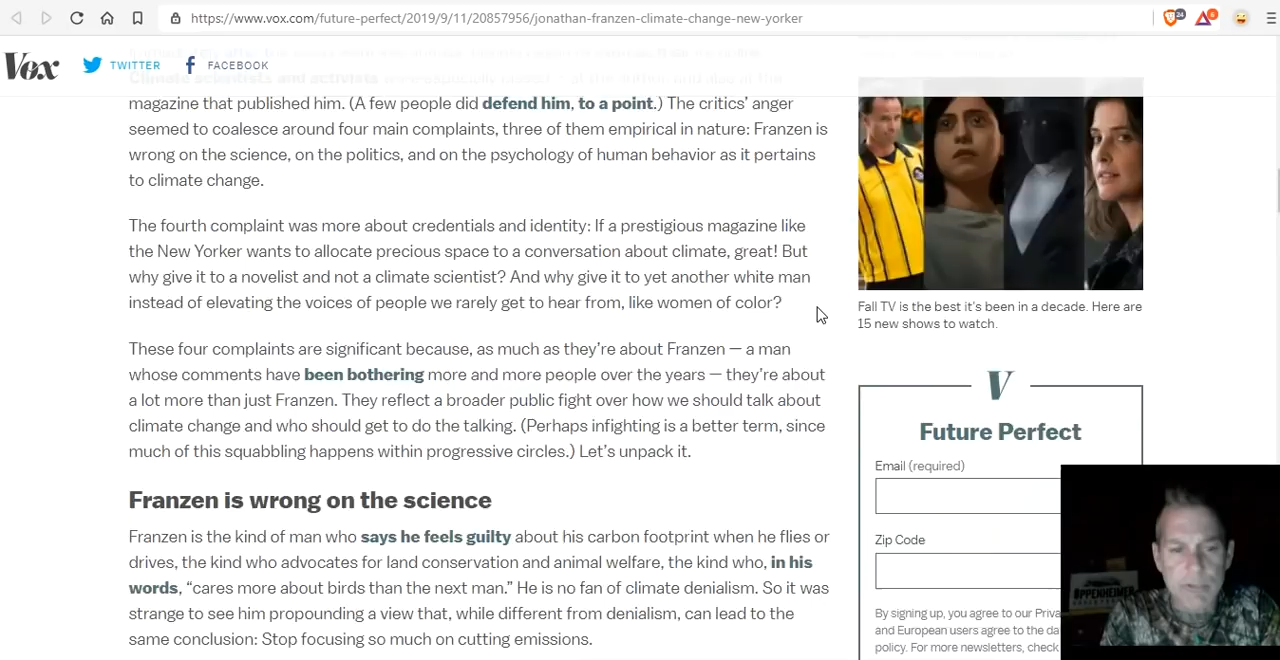 https://www.vox.com/future-perfect/2019/9/11/20857956/jonathan-franzen-climate-change-new-yorker
24
6
Vox
TWITTER
FACEBOOK
Climate scientists and activists
magazine that published him. (A few people did defend him, to a point.) The critics’ anger
seemed to coalesce around four main complaints, three of them empirical in nature: Franzen is
wrong on the science, on the politics, and on the psychology of human behavior as it pertains
to climate change.
The fourth complaint was more about credentials and identity: If a prestigious magazine like
the New Yorker wants to allocate precious space to a conversation about climate, great! But
why give it to a novelist and not a climate scientist? And why give it to yet another white man
instead of elevating the voices of people we rarely get to hear from, like women of color?
These four complaints are significant because, as much as they’re about Franzen — a man
whose comments have been bothering more and more people over the years — they’re about
a lot more than just Franzen. They reflect a broader public fight over how we should talk about
climate change and who should get to do the talking. (Perhaps infighting is a better term, since
much of this squabbling happens within progressive circles.) Let’s unpack it.
Franzen is wrong on the science
Franzen is the kind of man who says he feels guilty about his carbon footprint when he flies or
drives, the kind who advocates for land conservation and animal welfare, the kind who, in his
words, “cares more about birds than the next man.” He is no fan of climate denialism. So it was
strange to see him propounding a view that, while different from denialism, can lead to the
same conclusion: Stop focusing so much on cutting emissions.
Fall TV is the best it’s been in a decade. Here are
15 new shows to watch.
V
Future Perfect
Email (required)
Zip Code
By signing up, you agree to our Priva
and European users agree to the da
policy. For more newsletters, check